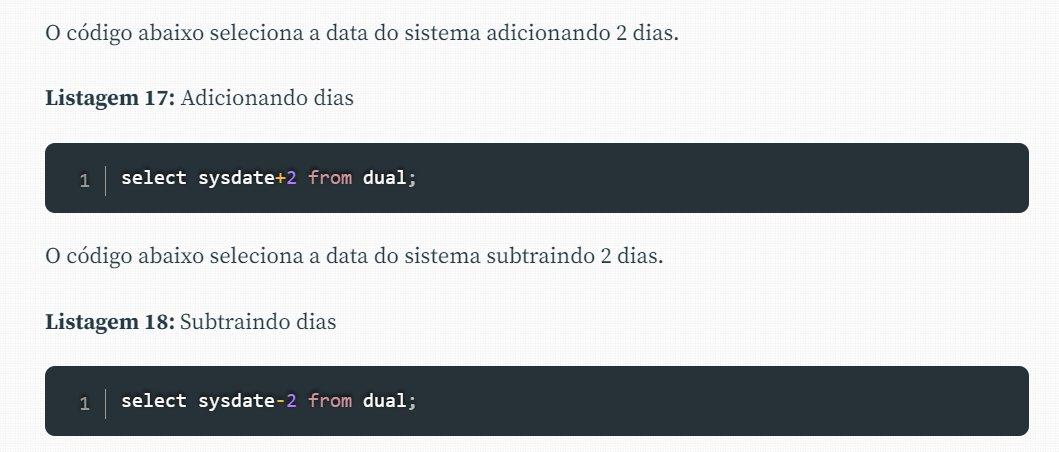 O código abaixo seleciona a data do sistema adicionando 2 dias.
Listagem 17: Adicionando dias
1 select sysdate+2 from dual;
O código abaixo seleciona a data do sistema subtraindo 2 dias.
Listagem 18: Subtraindo dias
1 select sysdate-2 from dual;